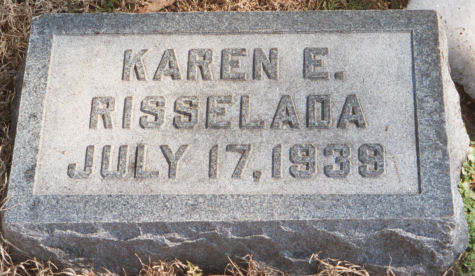 KAREN E.
RISSELADA
JULY 17, 1939